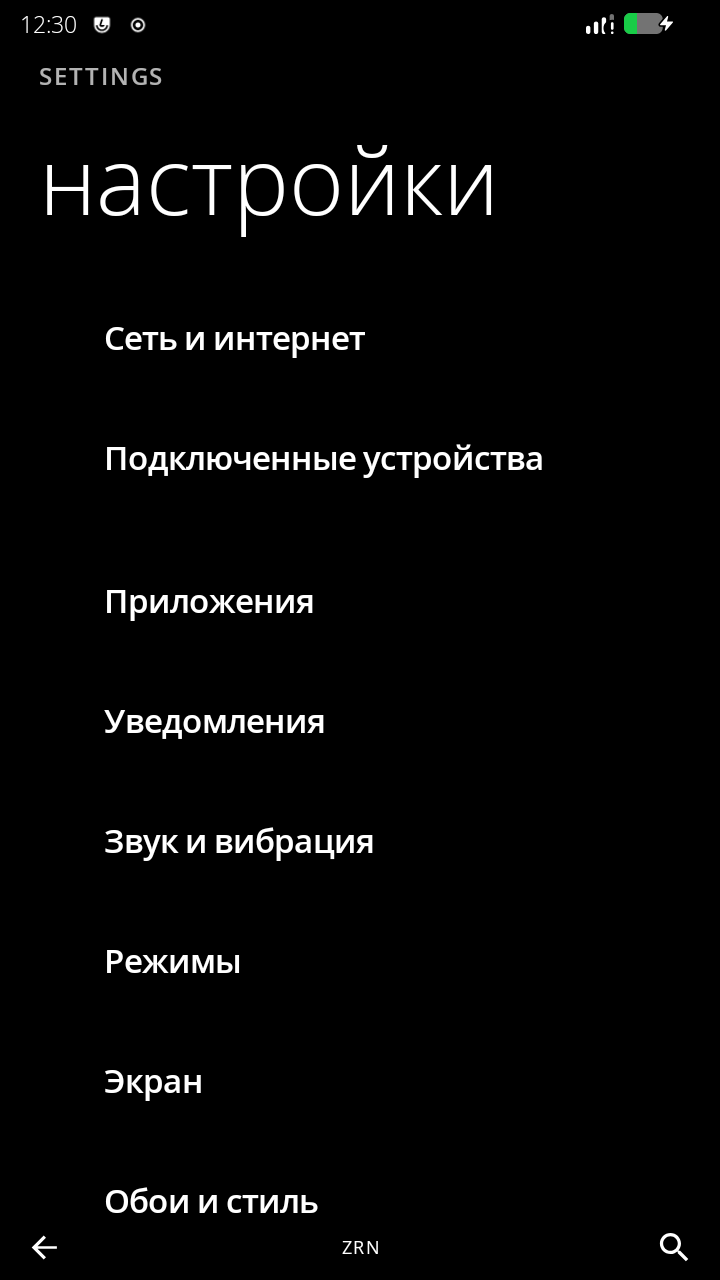 12:30
SETTINGS
настройки
Сеть и интернет
Подключенные устройства
Приложения
Уведомления
Звук и вибрация
Режимы
Экран
Обои и стиль
ZRN